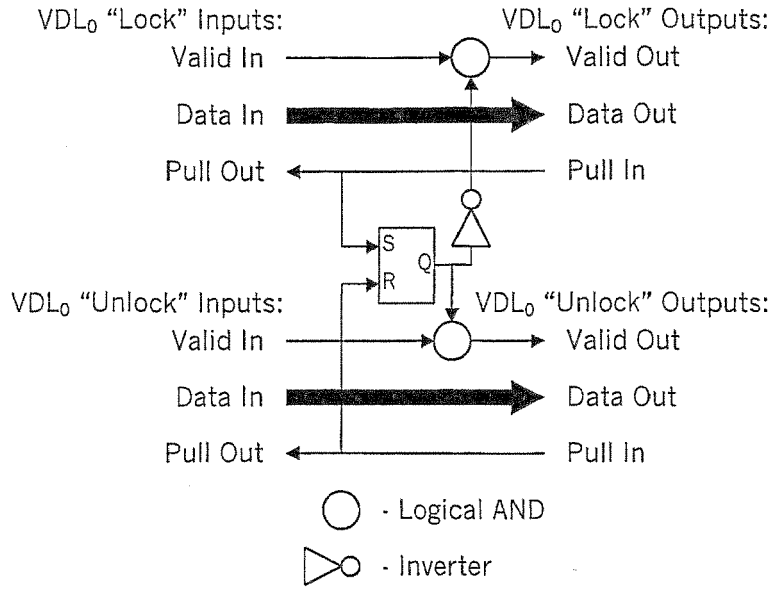 VDL₀ “Lock” Inputs: VDL₀ “Lock” Outputs:
Valid In Valid Out
Data In Data Out
Pull Out Pull In
S
Q
R
VDL₀ “Unlock” Inputs: VDL₀ “Unlock” Outputs:
Valid In Valid Out
Data In Data Out
Pull Out Pull In
- Logical AND
- Inverter